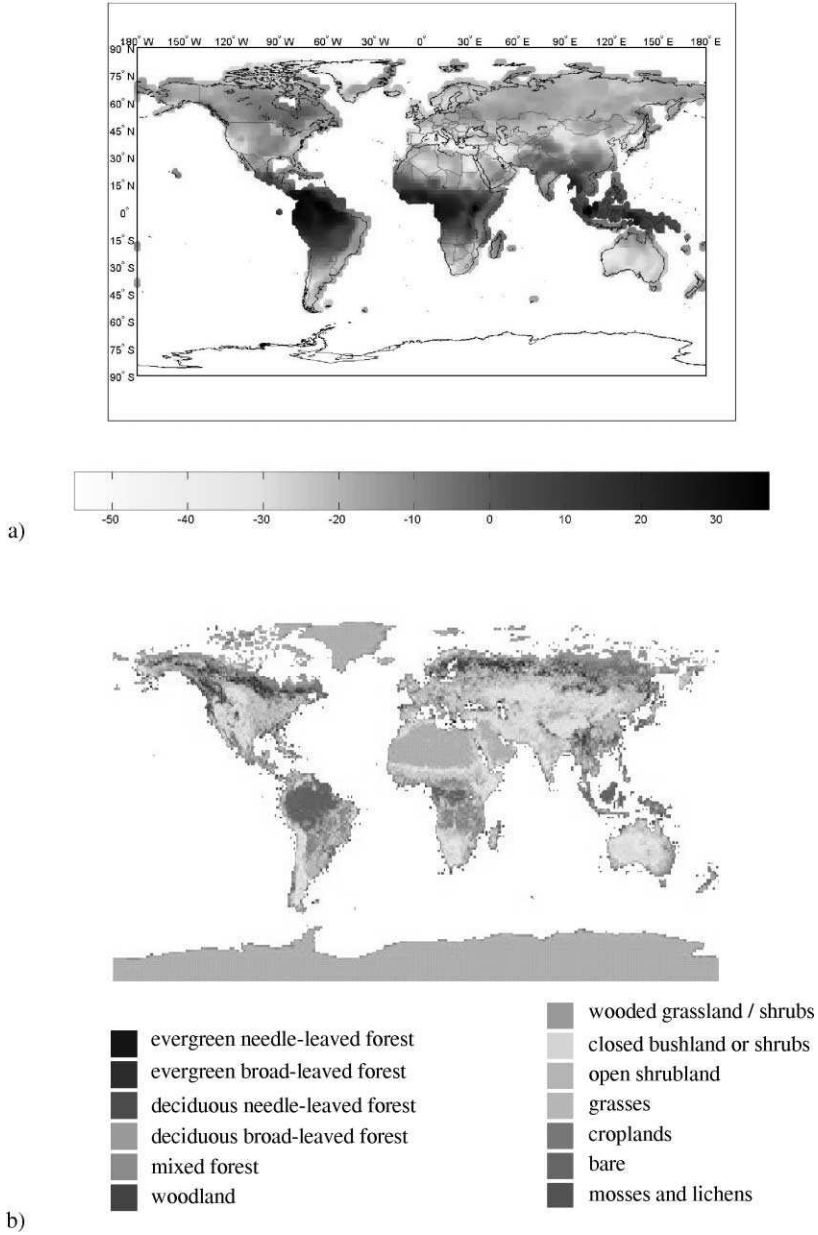 180° W 150° W 120° W 90° W 60° W 30° W 0° 30° E 60° E 90° E 120° E 150° E 180° E
90° N
75° N
60° N
45° N
30° N
15° N
0°
15° S
30° S
45° S
60° S
75° S
90° S
-50 -40 -30 -20 -10 0 10 20 30
a)
evergreen needle-leaved forest
evergreen broad-leaved forest
deciduous needle-leaved forest
deciduous broad-leaved forest
mixed forest
woodland
wooded grassland / shrubs
closed bushland or shrubs
open shrubland
grasses
croplands
bare
mosses and lichens
b)